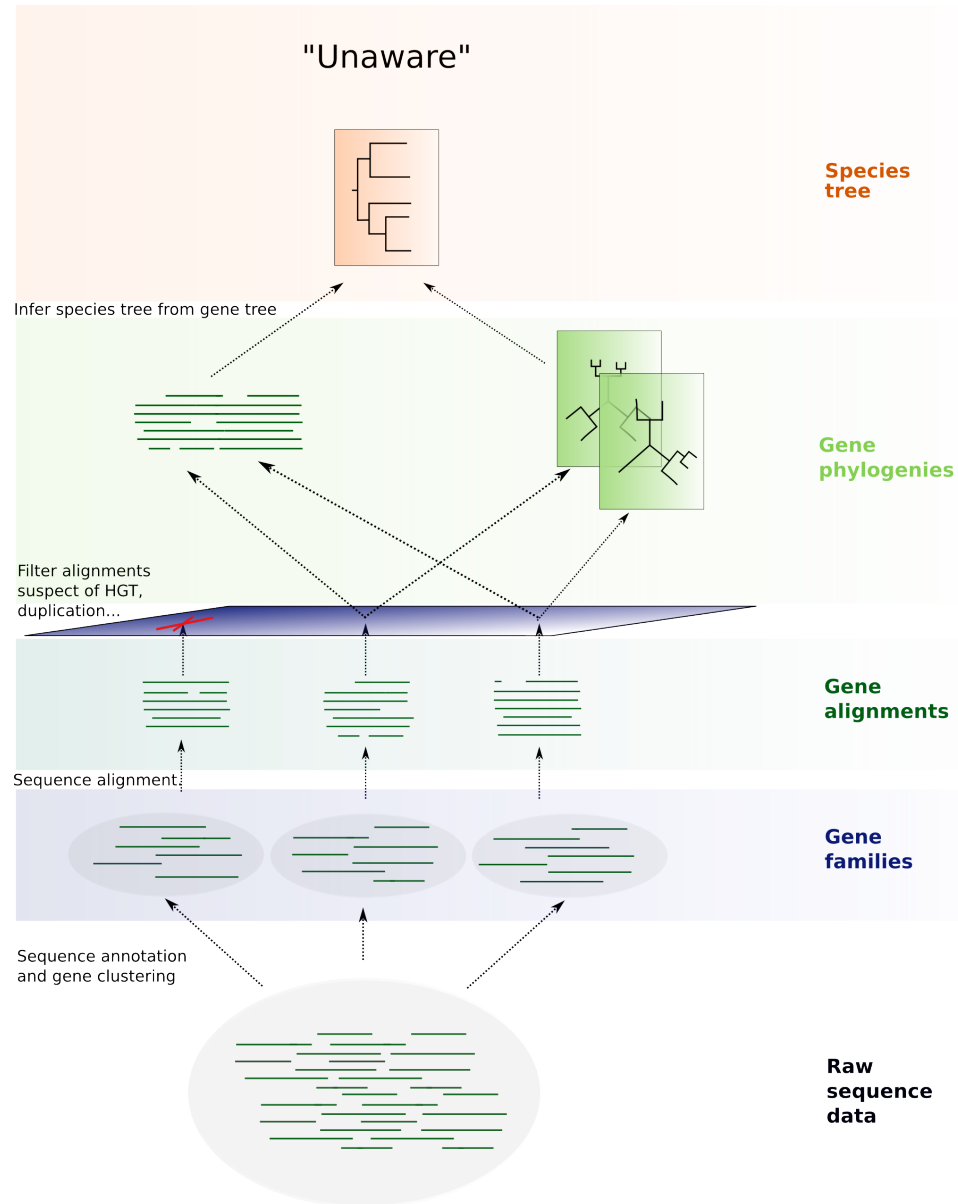 "Unaware"
Species
tree
Infer species tree from gene tree
Gene
phylogenies
Filter alignments
suspect of HGT,
duplication...
Gene
alignments
Sequence alignment.
Gene
families
Sequence annotation
and gene clustering
Raw
sequence
data